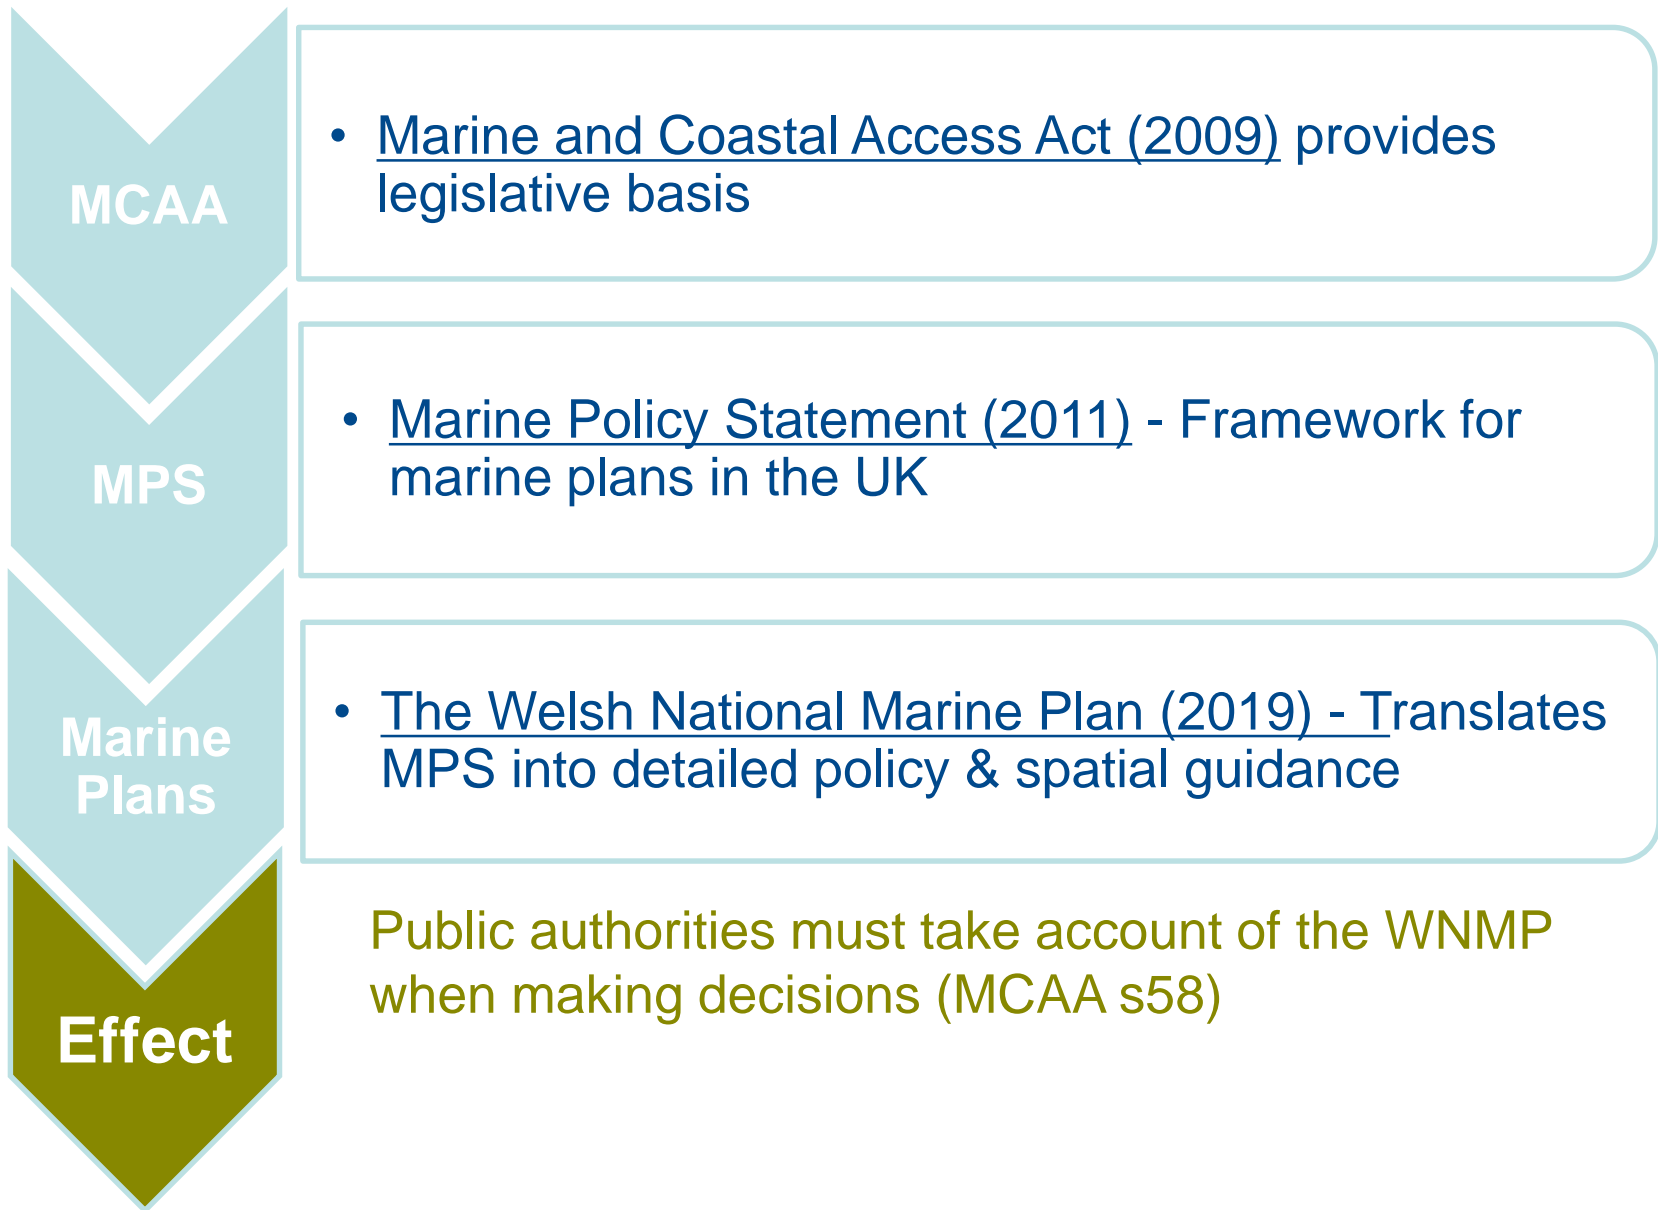 MCAA
• Marine and Coastal Access Act (2009) provides
legislative basis
MPS
• Marine Policy Statement (2011) - Framework for
marine plans in the UK
Marine
Plans
• The Welsh National Marine Plan (2019) - Translates
MPS into detailed policy & spatial guidance
Effect
Public authorities must take account of the WNMP
when making decisions (MCAA s58)